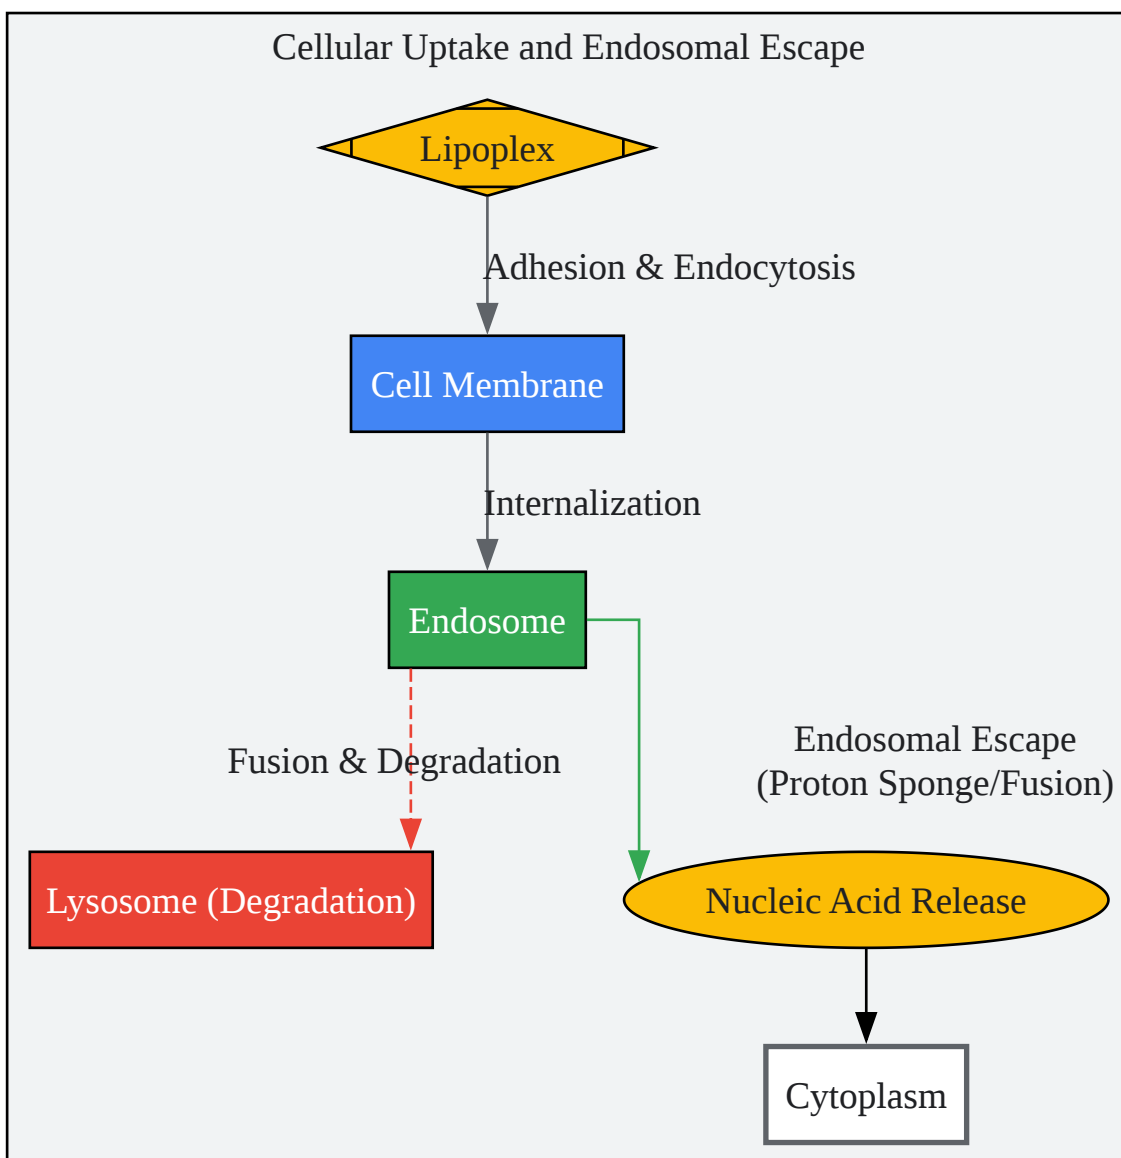 Cellular Uptake and Endosomal Escape
Lipoplex
Adhesion & Endocytosis
Cell Membrane
Internalization
Endosome
Fusion & Degradation
Endosomal Escape
(Proton Sponge/Fusion)
Lysosome (Degradation)
Nucleic Acid Release
Cytoplasm